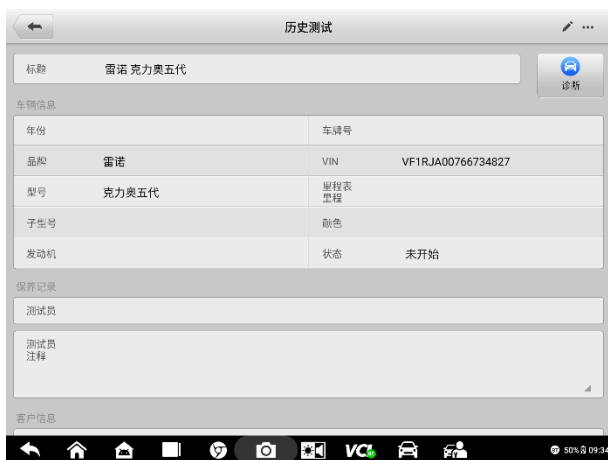 历史测试
标题 雷诺 克力奥五代
诊断
车辆信息
年份 车牌号
品牌 雷诺 VIN VF1RJA00766734827
型号 克力奥五代 里程表
里程
子型号 颜色
发动机 状态 未开始
保养记录
测试员
测试员
注释
客户信息
VCI 50% 09:34